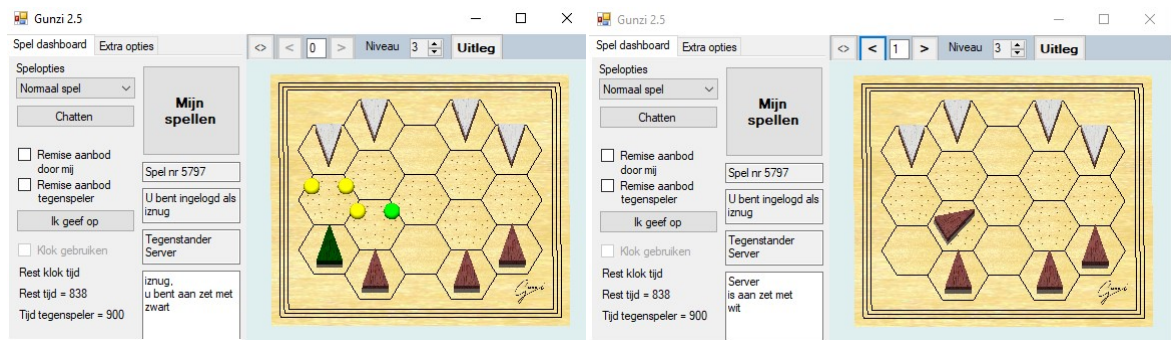 Gunzi 2.5
Spel dashboard Extra opties
<> < 0 > Niveau 3 Uitleg
Spelopties
Normaal spel
Mijn
spellen
Chatten
Remise aanbod
door mij
Remise aanbod
tegenspeler
Spel nr 5797
U bent ingelogd als
iznug
Ik geef op
Klok gebruiken
Tegenstander
Server
Rest klok tijd
Rest tijd = 838
Tijd tegenspeler = 900
iznug,
u bent aan zet met
zwart
Gunzi
Gunzi 2.5
Spel dashboard Extra opties
<> < 1 > Niveau 3 Uitleg
Spelopties
Normaal spel
Mijn
spellen
Chatten
Remise aanbod
door mij
Remise aanbod
tegenspeler
Spel nr 5797
U bent ingelogd als
iznug
Ik geef op
Klok gebruiken
Tegenstander
Server
Rest klok tijd
Rest tijd = 838
Tijd tegenspeler = 900
Server
is aan zet met
wit
Gunzi